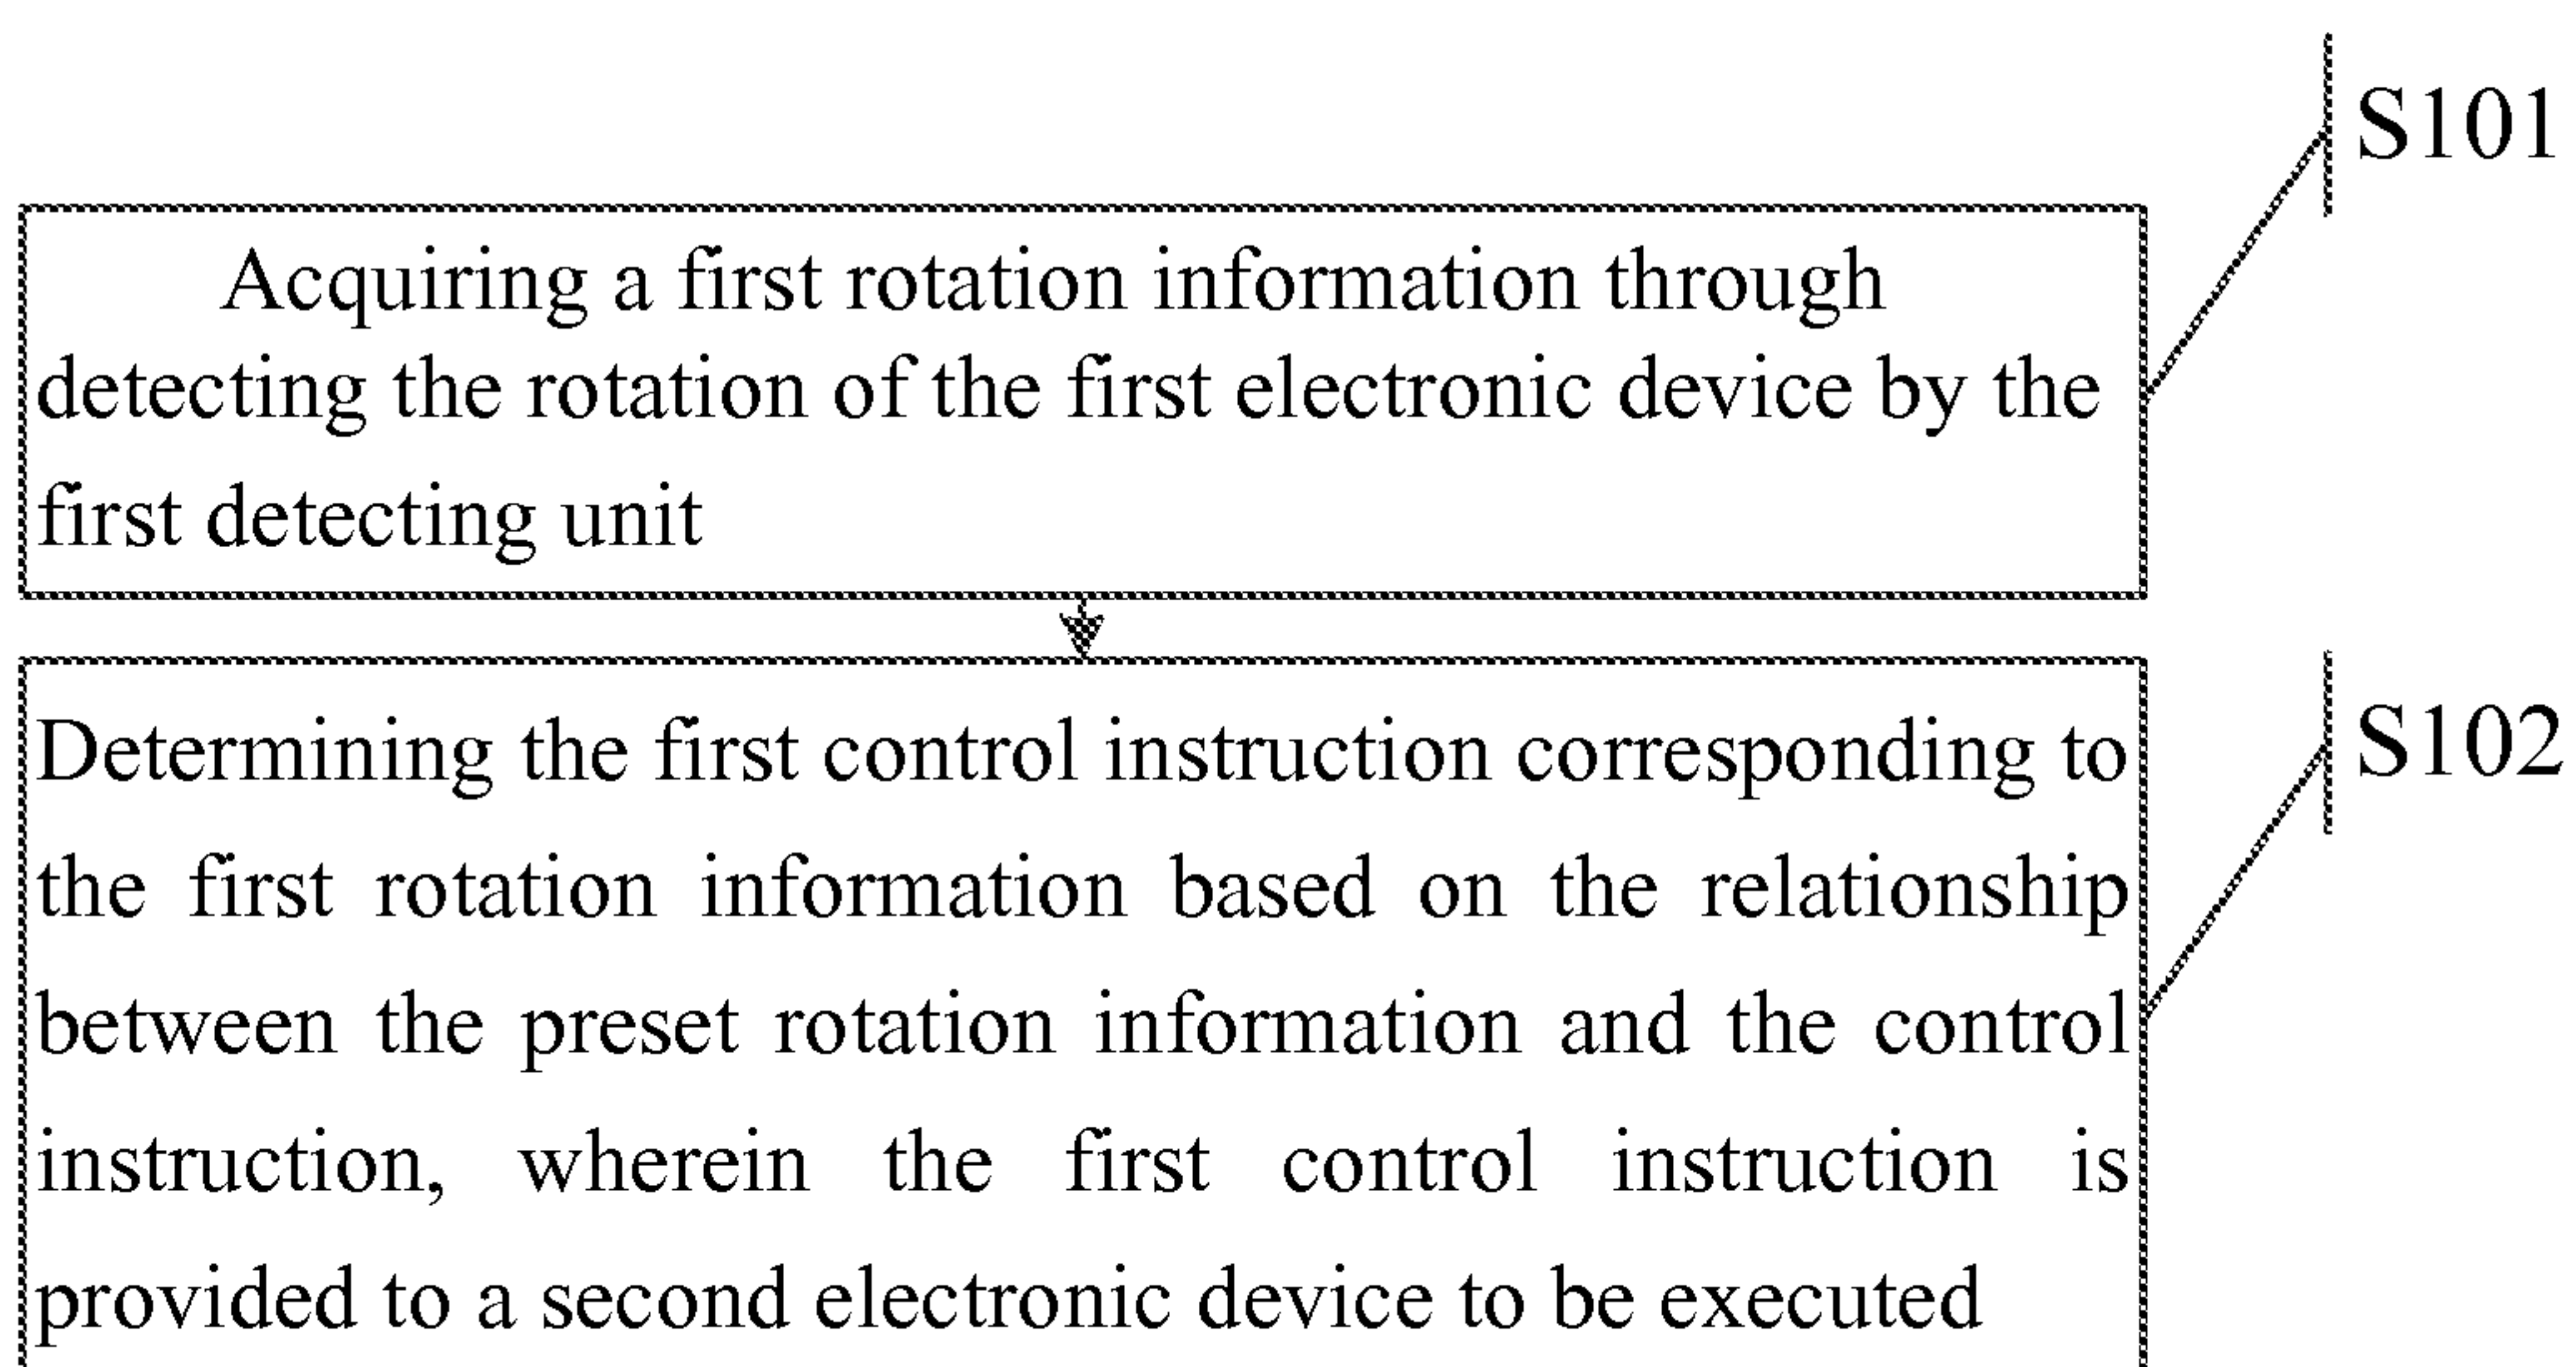 S101
Acquiring a first rotation information through
detecting the rotation of the first electronic device by the
first detecting unit
S102
Determining the first control instruction corresponding to
the first rotation information based on the relationship
between the preset rotation information and the control
instruction, wherein the first control instruction is
provided to a second electronic device to be executed